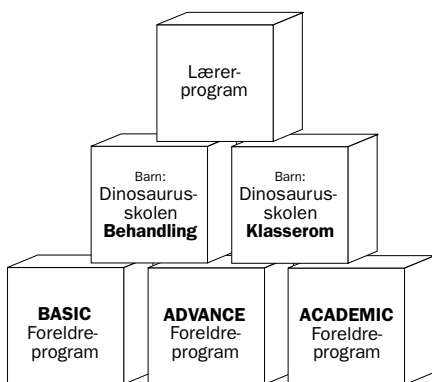 Lærer-
program
Barn:
Dinosaurus-
skolen
Behandling
Barn:
Dinosaurus-
skolen
Klasserom
BASIC
Foreldre-
program
ADVANCE
Foreldre-
program
ACADEMIC
Foreldre-
program